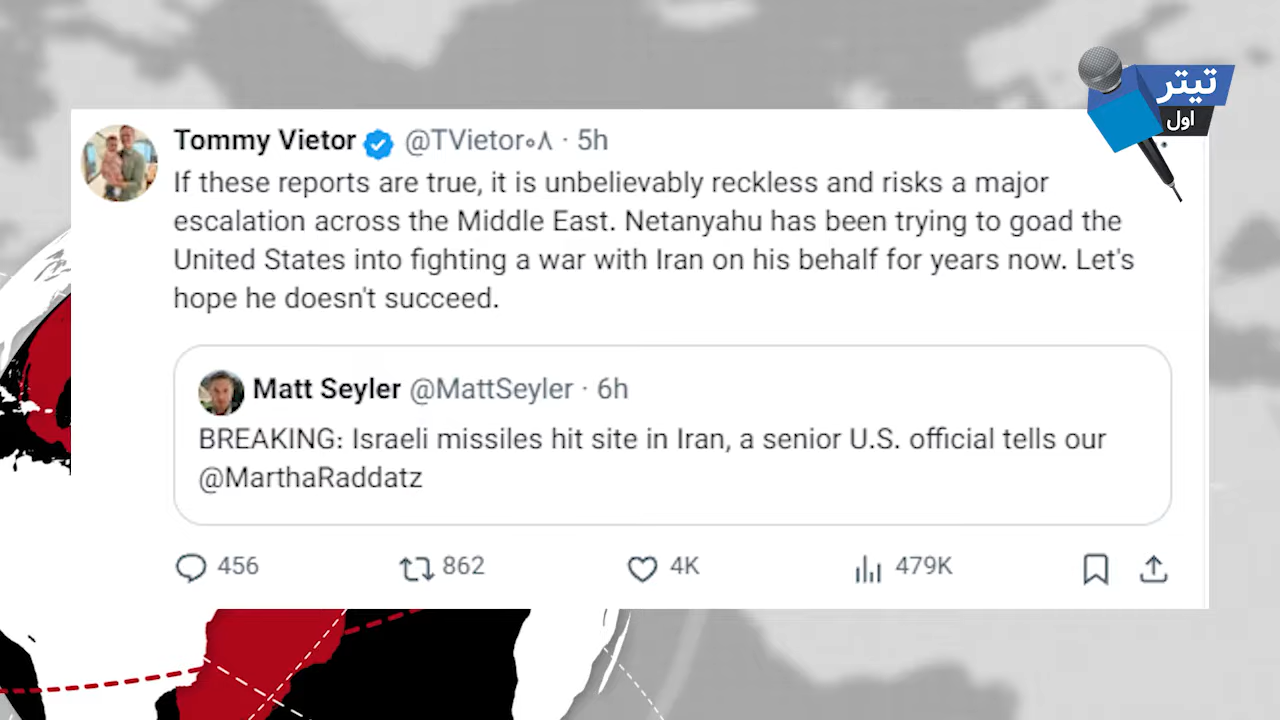 تیتر
اول
Tommy Vietor @TVietor۰۸ · 5h
If these reports are true, it is unbelievably reckless and risks a major
escalation across the Middle East. Netanyahu has been trying to goad the
United States into fighting a war with Iran on his behalf for years now. Let's
hope he doesn't succeed.
Matt Seyler @MattSeyler · 6h
BREAKING: Israeli missiles hit site in Iran, a senior U.S. official tells our
@MarthaRaddatz
456 862 4K 479K